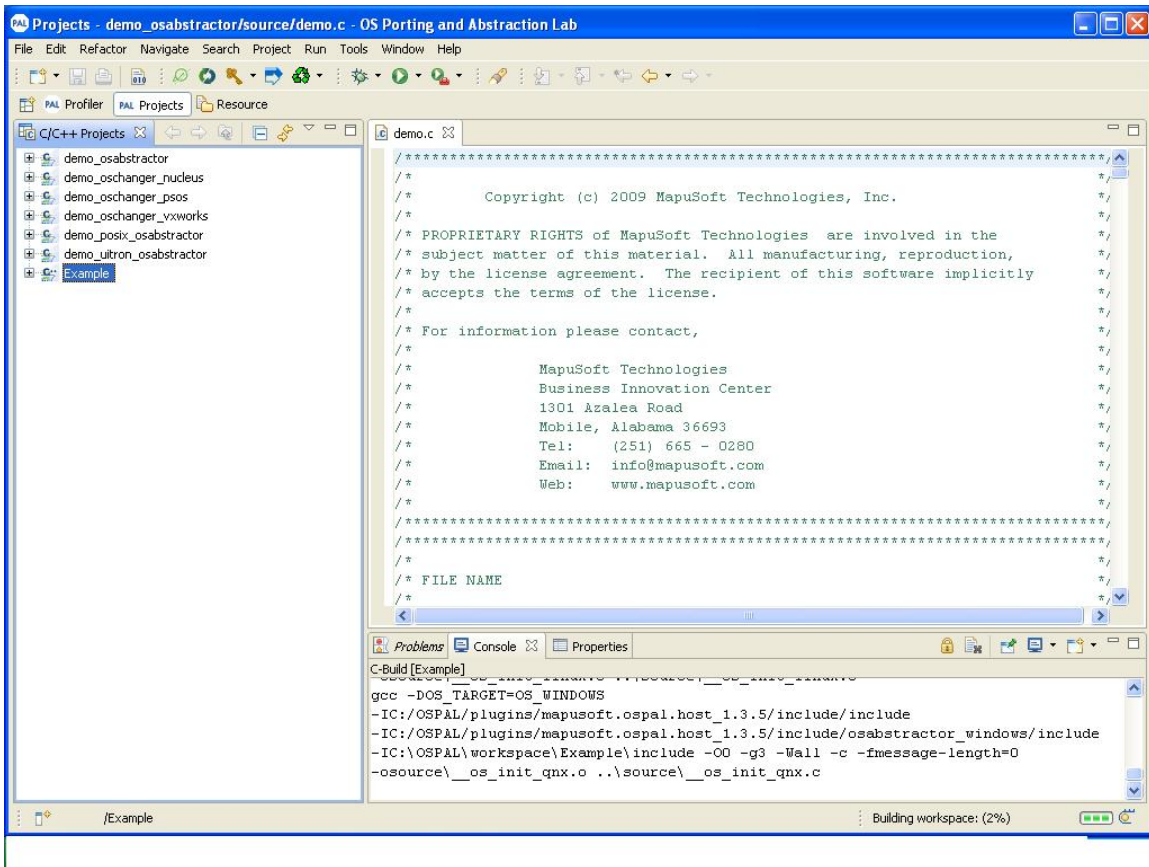 PAL Projects - demo_osabstractor/source/demo.c - OS Porting and Abstraction Lab
File Edit Refactor Navigate Search Project Run Tools Window Help
PAL Profiler PAL Projects Resource
C/C++ Projects
demo_osabstractor
demo_oschanger_nucleus
demo_oschanger_psos
demo_oschanger_vxworks
demo_posix_osabstractor
demo_uitron_osabstractor
Example
demo.c
/******************************************************************************/
/* */
/* Copyright (c) 2009 MapuSoft Technologies, Inc. */
/* */
/* PROPRIETARY RIGHTS of MapuSoft Technologies are involved in the */
/* subject matter of this material. All manufacturing, reproduction, */
/* by the license agreement. The recipient of this software implicitly */
/* accepts the terms of the license. */
/* */
/* For information please contact, */
/* */
/* MapuSoft Technologies */
/* Business Innovation Center */
/* 1301 Azalea Road */
/* Mobile, Alabama 36693 */
/* Tel: (251) 665 - 0280 */
/* Email: info@mapusoft.com */
/* Web: www.mapusoft.com */
/* */
/******************************************************************************/
/******************************************************************************/
/* */
/* FILE NAME */
/* */
Problems Console Properties
C-Build [Example]
gcc -DOS_TARGET=OS_WINDOWS
-IC:/OSPAL/plugins/mapusoft.ospal.host_1.3.5/include/include
-IC:/OSPAL/plugins/mapusoft.ospal.host_1.3.5/include/osabstractor_windows/include
-IC:\OSPAL\workspace\Example\include -O0 -g3 -Wall -c -fmessage-length=0
-osource\__os_init_qnx.o ..\source\__os_init_qnx.c
/Example
Building workspace: (2%)